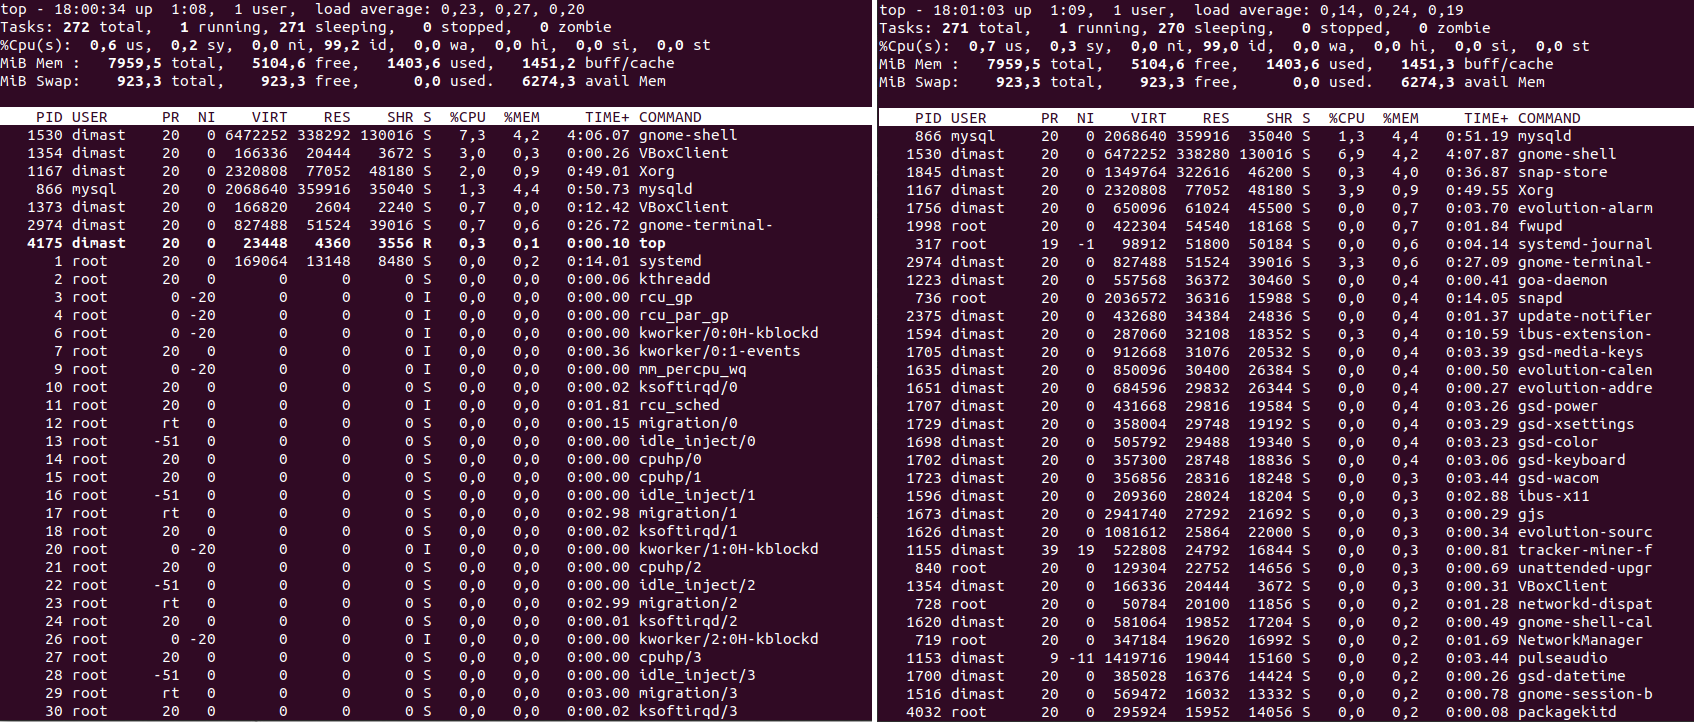 top - 18:00:34 up  1:08,  1 user,  load average: 0,23, 0,27, 0,20
Tasks: 272 total,   1 running, 271 sleeping,   0 stopped,   0 zombie
%Cpu(s):  0,6 us,  0,2 sy,  0,0 ni, 99,2 id,  0,0 wa,  0,0 hi,  0,0 si,  0,0 st
MiB Mem :   7959,5 total,   5104,6 free,   1403,6 used,   1451,2 buff/cache
MiB Swap:    923,3 total,    923,3 free,      0,0 used.   6274,3 avail Mem
PID USER      PR  NI    VIRT    RES    SHR S  %CPU  %MEM     TIME+ COMMAND
1530 dimast    20   0 6472252 338292 130016 S   7,3   4,2   4:06.07 gnome-shell
1354 dimast    20   0  166336  20444   3672 S   3,0   0,3   0:00.26 VBoxClient
1167 dimast    20   0 2320808  77052  48180 S   2,0   0,9   0:49.01 Xorg
866 mysql     20   0 2068640 359916  35040 S   1,3   4,4   0:50.73 mysqld
1373 dimast    20   0  166820   2604   2240 S   0,7   0,0   0:12.42 VBoxClient
2974 dimast    20   0  827488  51524  39016 S   0,7   0,6   0:26.72 gnome-terminal-
4175 dimast    20   0   23448   4360   3556 R   0,3   0,1   0:00.10 top
1 root      20   0  169064  13148   8480 S   0,0   0,2   0:14.01 systemd
2 root      20   0       0      0      0 S   0,0   0,0   0:00.06 kthreadd
3 root       0 -20       0      0      0 I   0,0   0,0   0:00.00 rcu_gp
4 root       0 -20       0      0      0 I   0,0   0,0   0:00.00 rcu_par_gp
6 root       0 -20       0      0      0 I   0,0   0,0   0:00.00 kworker/0:0H-kblockd
7 root      20   0       0      0      0 I   0,0   0,0   0:00.36 kworker/0:1-events
9 root       0 -20       0      0      0 I   0,0   0,0   0:00.00 mm_percpu_wq
10 root      20   0       0      0      0 S   0,0   0,0   0:00.02 ksoftirqd/0
11 root      20   0       0      0      0 I   0,0   0,0   0:01.81 rcu_sched
12 root      rt   0       0      0      0 S   0,0   0,0   0:00.15 migration/0
13 root     -51   0       0      0      0 S   0,0   0,0   0:00.00 idle_inject/0
14 root      20   0       0      0      0 S   0,0   0,0   0:00.00 cpuhp/0
15 root      20   0       0      0      0 S   0,0   0,0   0:00.00 cpuhp/1
16 root     -51   0       0      0      0 S   0,0   0,0   0:00.00 idle_inject/1
17 root      rt   0       0      0      0 S   0,0   0,0   0:02.98 migration/1
18 root      20   0       0      0      0 S   0,0   0,0   0:00.02 ksoftirqd/1
20 root       0 -20       0      0      0 I   0,0   0,0   0:00.00 kworker/1:0H-kblockd
21 root      20   0       0      0      0 S   0,0   0,0   0:00.00 cpuhp/2
22 root     -51   0       0      0      0 S   0,0   0,0   0:00.00 idle_inject/2
23 root      rt   0       0      0      0 S   0,0   0,0   0:02.99 migration/2
24 root      20   0       0      0      0 S   0,0   0,0   0:00.01 ksoftirqd/2
26 root       0 -20       0      0      0 I   0,0   0,0   0:00.00 kworker/2:0H-kblockd
27 root      20   0       0      0      0 S   0,0   0,0   0:00.00 cpuhp/3
28 root     -51   0       0      0      0 S   0,0   0,0   0:00.00 idle_inject/3
29 root      rt   0       0      0      0 S   0,0   0,0   0:03.00 migration/3
30 root      20   0       0      0      0 S   0,0   0,0   0:00.02 ksoftirqd/3
top - 18:01:03 up  1:09,  1 user,  load average: 0,14, 0,24, 0,19
Tasks: 271 total,   1 running, 270 sleeping,   0 stopped,   0 zombie
%Cpu(s):  0,7 us,  0,3 sy,  0,0 ni, 99,0 id,  0,0 wa,  0,0 hi,  0,0 si,  0,0 st
MiB Mem :   7959,5 total,   5104,6 free,   1403,6 used,   1451,3 buff/cache
MiB Swap:    923,3 total,    923,3 free,      0,0 used.   6274,3 avail Mem
PID USER      PR  NI    VIRT    RES    SHR S  %CPU  %MEM     TIME+ COMMAND
866 mysql     20   0 2068640 359916  35040 S   1,3   4,4   0:51.19 mysqld
1530 dimast    20   0 6472252 338280 130016 S   6,9   4,2   4:07.87 gnome-shell
1845 dimast    20   0 1349764 322616  46200 S   0,3   4,0   0:36.87 snap-store
1167 dimast    20   0 2320808  77052  48180 S   3,9   0,9   0:49.55 Xorg
1756 dimast    20   0  650096  61024  45500 S   0,0   0,7   0:03.70 evolution-alarm
1998 root      20   0  422304  54540  18168 S   0,0   0,7   0:01.84 fwupd
317 root      19  -1   98912  51800  50184 S   0,0   0,6   0:04.14 systemd-journal
2974 dimast    20   0  827488  51524  39016 S   3,3   0,6   0:27.09 gnome-terminal-
1223 dimast    20   0  557568  36372  30460 S   0,0   0,4   0:00.41 goa-daemon
736 root      20   0 2036572  36316  15988 S   0,0   0,4   0:14.05 snapd
2375 dimast    20   0  432680  34384  24836 S   0,0   0,4   0:01.37 update-notifier
1594 dimast    20   0  287060  32108  18352 S   0,3   0,4   0:10.59 ibus-extension-
1705 dimast    20   0  912668  31076  20532 S   0,0   0,4   0:03.39 gsd-media-keys
1635 dimast    20   0  850096  30400  26384 S   0,0   0,4   0:00.50 evolution-calen
1651 dimast    20   0  684596  29832  26344 S   0,0   0,4   0:00.27 evolution-addre
1707 dimast    20   0  431668  29816  19584 S   0,0   0,4   0:03.26 gsd-power
1729 dimast    20   0  358004  29748  19192 S   0,0   0,4   0:03.29 gsd-xsettings
1698 dimast    20   0  505792  29488  19340 S   0,0   0,4   0:03.23 gsd-color
1702 dimast    20   0  357300  28748  18836 S   0,0   0,4   0:03.06 gsd-keyboard
1723 dimast    20   0  356856  28316  18248 S   0,0   0,3   0:03.44 gsd-wacom
1596 dimast    20   0  209360  28024  18204 S   0,0   0,3   0:02.88 ibus-x11
1673 dimast    20   0 2941740  27292  21692 S   0,0   0,3   0:00.29 gjs
1626 dimast    20   0 1081612  25864  22000 S   0,0   0,3   0:00.34 evolution-sourc
1155 dimast    39  19  522808  24792  16844 S   0,0   0,3   0:00.81 tracker-miner-f
840 root      20   0  129304  22752  14656 S   0,0   0,3   0:00.69 unattended-upgr
1354 dimast    20   0  166336  20444   3672 S   0,0   0,3   0:00.31 VBoxClient
728 root      20   0   50784  20100  11856 S   0,0   0,2   0:01.28 networkd-dispat
1620 dimast    20   0  581064  19852  17204 S   0,0   0,2   0:00.49 gnome-shell-cal
719 root      20   0  347184  19620  16992 S   0,0   0,2   0:01.69 NetworkManager
1153 dimast     9 -11 1419716  19044  15160 S   0,0   0,2   0:03.44 pulseaudio
1700 dimast    20   0  385028  16376  14424 S   0,0   0,2   0:00.26 gsd-datetime
1516 dimast    20   0  569472  16032  13332 S   0,0   0,2   0:00.78 gnome-session-b
4032 root      20   0  295924  15952  14056 S   0,0   0,2   0:00.08 packagekitd